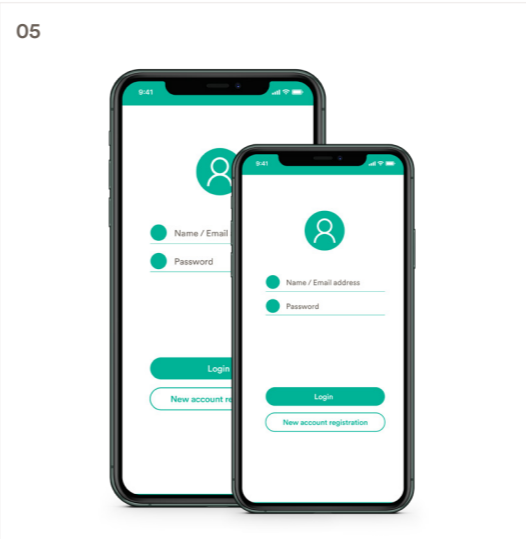 05
9:41
Name / Email
Password
Login
New account re
9:41
Name / Email address
Password
Login
New account registration